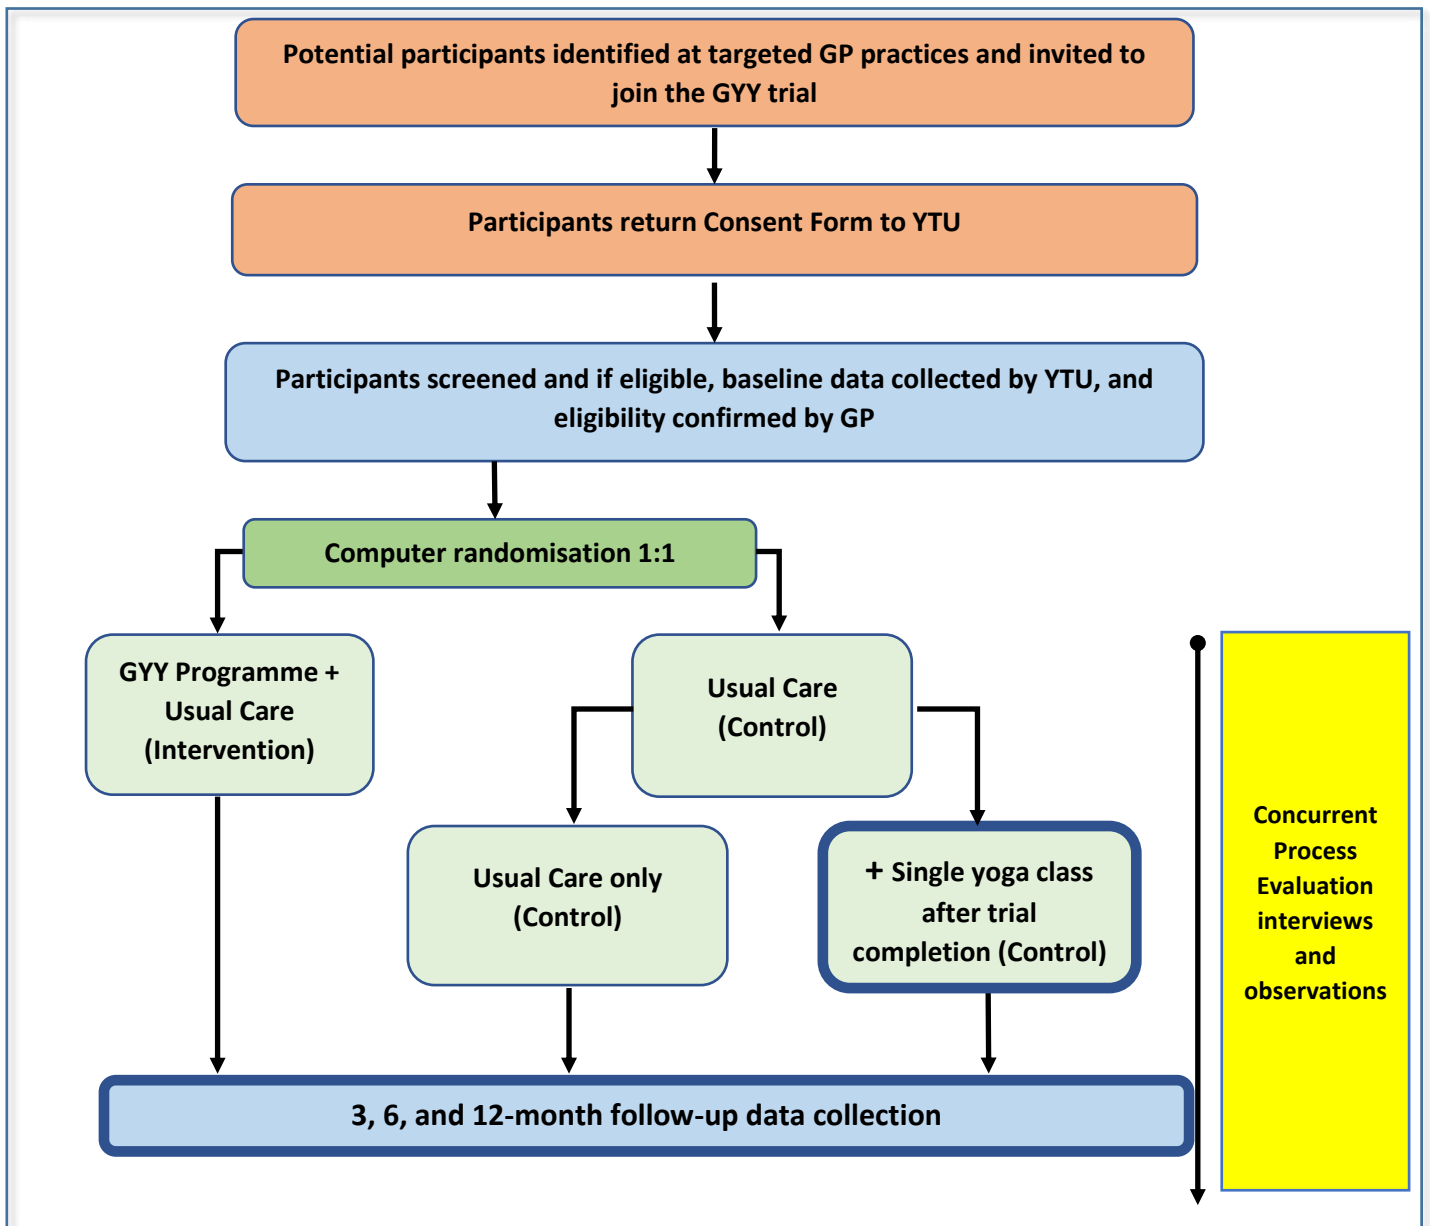 Potential participants identified at targeted GP practices and invited to
join the GYY trial
Participants return Consent Form to YTU
Participants screened and if eligible, baseline data collected by YTU, and
eligibility confirmed by GP
Computer randomisation 1:1
GYY Programme +
Usual Care
(Intervention)
Usual Care
(Control)
Usual Care only
(Control)
+ Single yoga class
after trial
completion (Control)
Concurrent
Process
Evaluation
interviews
and
observations
3, 6, and 12-month follow-up data collection